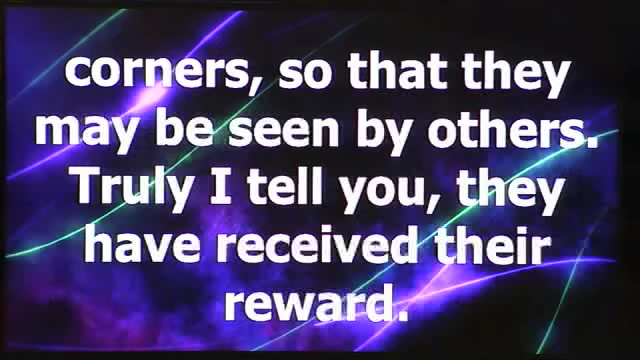 corners, so that they
may be seen by others.
Truly I tell you, they
have received their
reward.